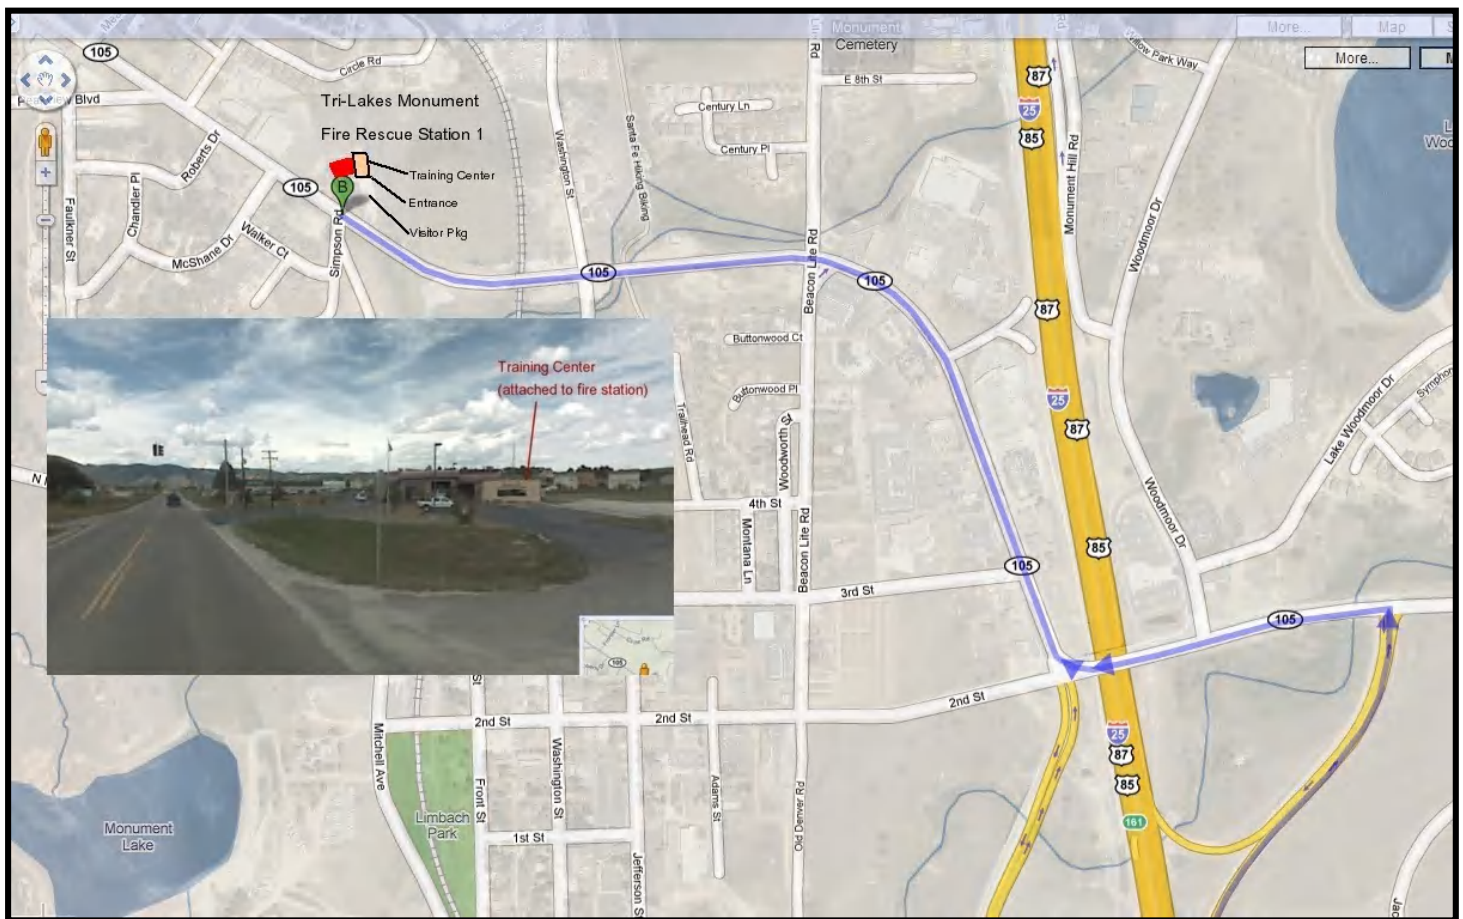 Monument
Cemetery
More...
Map
More...
105
Circle Rd
Willow Park Way
Tri-Lakes Monument
Fire Rescue Station 1
Training Center
Entrance
Visitor Pkg
B
105
Roberts Dr
Chandler Pl
Faulkner St
McShane Dr
Walker Ct
Simpson Rd
Washington St
Santa Fe Hiking Biking
E 8th St
Century Ln
Century Pl
87
25
85
Monument Hill Rd
Woodmoor Dr
105
Beacon Lite Rd
105
87
Buttonwood Ct
Buttonwood Pl
25
87
Woodworth St
Trailhead Rd
Lake Woodmoor Dr
Training Center
(attached to fire station)
4th St
Montana Ln
Beacon Lite Rd
Woodmoor Dr
85
105
3rd St
105
105
2nd St
2nd St
2nd St
Mitchell Ave
Front St
Washington St
Adams St
Old Denver Rd
25
87
85
161
Limbach
Park
Monument
Lake
1st St
Jefferson St